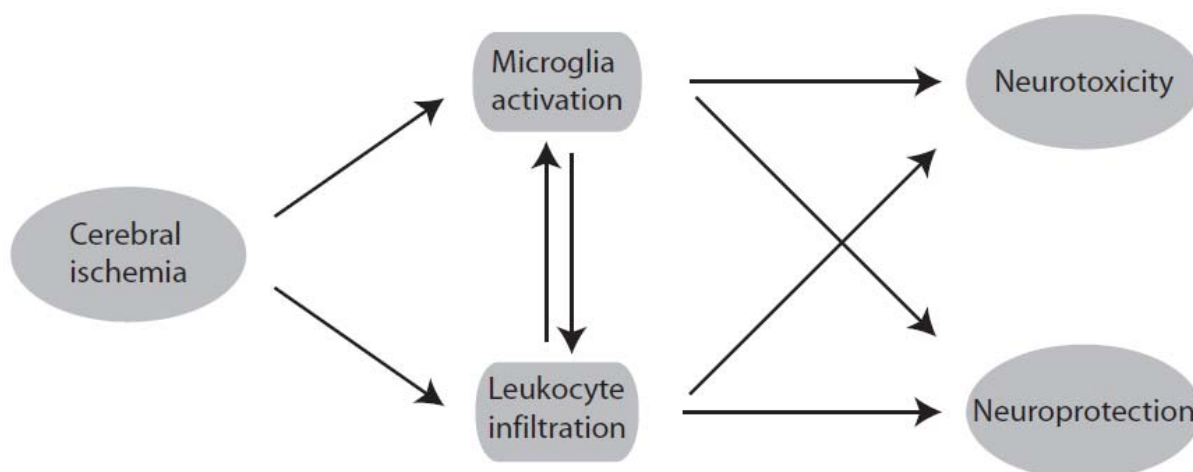 Microglia
activation
Neurotoxicity
Cerebral
ischemia
Leukocyte
infiltration
Neuroprotection